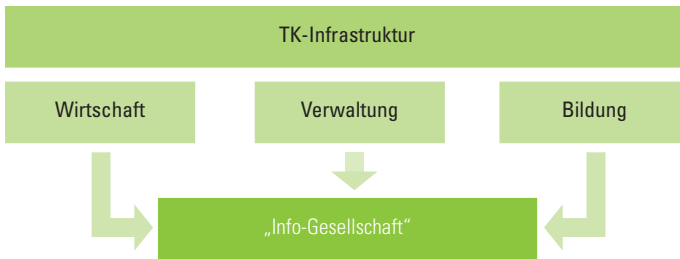 TK-Infrastruktur
Wirtschaft
Verwaltung
Bildung
„Info-Gesellschaft“